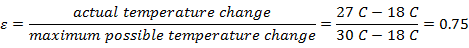 ε = actual temperature change / maximum possible temperature change = 27 C − 18 C / 30 C − 18 C = 0.75